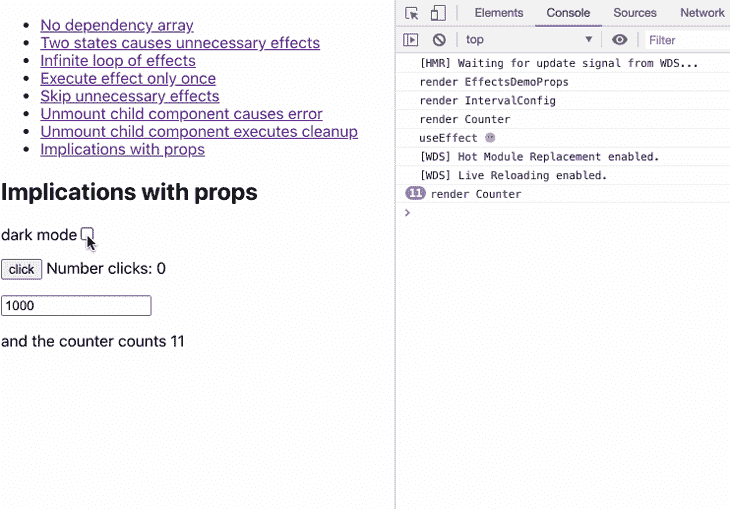 No dependency array
Two states causes unnecessary effects
Infinite loop of effects
Execute effect only once
Skip unnecessary effects
Unmount child component causes error
Unmount child component executes cleanup
Implications with props
Implications with props
dark mode
click Number clicks: 0
1000
and the counter counts 11
Elements Console Sources Network
top Filter
[HMR] Waiting for update signal from WDS...
render EffectsDemoProps
render IntervalConfig
render Counter
useEffect
[WDS] Hot Module Replacement enabled.
[WDS] Live Reloading enabled.
11 render Counter